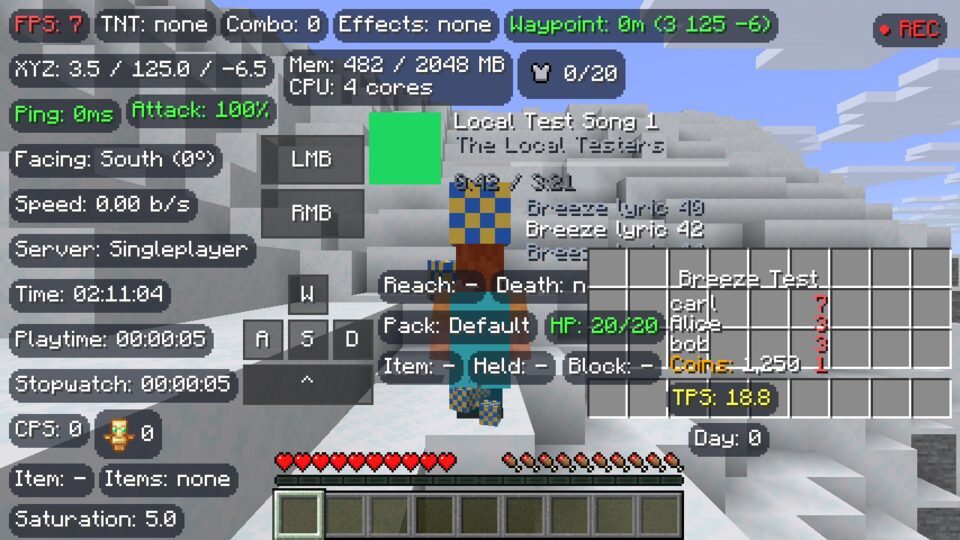 FPS: 7 TNT: none Combo: 0 Effects: none Waypoint: 0m (3 125 -6) REC
XYZ: 3.5 / 125.0 / -6.5
Mem: 482 / 2048 MB
CPU: 4 cores
0/20
Ping: 0ms Attack: 100%
Local Test Song 1
The Local Testers
0:42 / 3:21
Facing: South (0°)
LMB
Speed: 0.00 b/s
RMB
Breeze lyric 40
Breeze lyric 42
Breeze
Server: Singleplayer
Breeze Test
Reach: - Death: n
Time: 02:11:04
W
carl 7
Alice 3
bob 3
Coins: 1,250 1
Pack: Default HP: 20/20
Playtime: 00:00:05
A S D
Item: - Held: - Block: -
Stopwatch: 00:00:05
^
TPS: 18.8
CPS: 0
0
Day: 0
Item: - Items: none
Saturation: 5.0